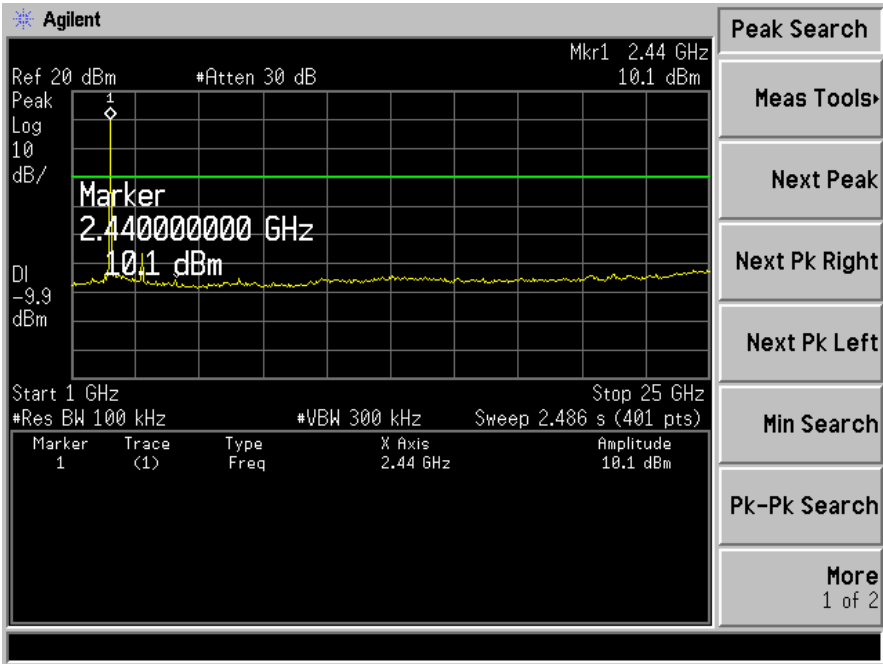 Agilent
Peak Search
Mkr1 2.44 GHz
Ref 20 dBm #Atten 30 dB 10.1 dBm
Peak
Log
10
dB/
1
Marker
2.440000000 GHz
10.1 dBm
DI
-9.9
dBm
Start 1 GHz Stop 25 GHz
#Res BW 100 kHz #VBW 300 kHz Sweep 2.486 s (401 pts)
Marker Trace Type X Axis Amplitude
1 (1) Freq 2.44 GHz 10.1 dBm
Meas Tools
Next Peak
Next Pk Right
Next Pk Left
Min Search
Pk-Pk Search
More
1 of 2